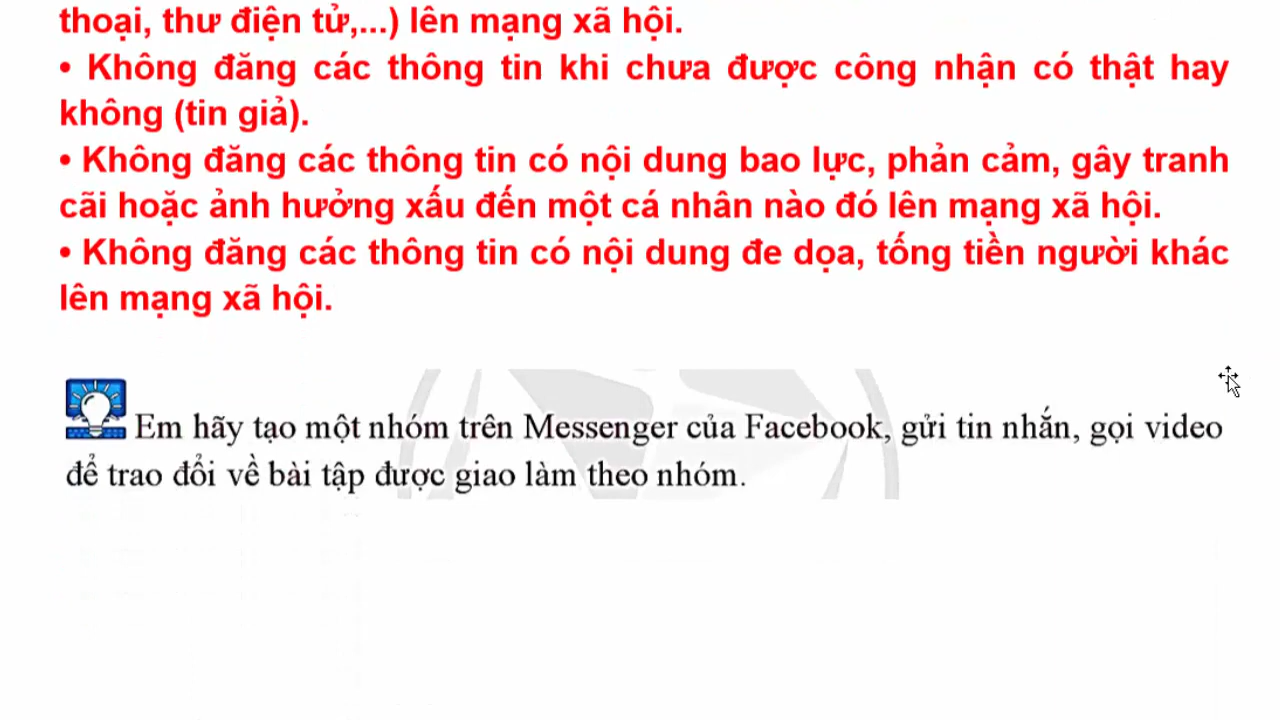 thoại, thư điện tử,...) lên mạng xã hội.
• Không đăng các thông tin khi chưa được công nhận có thật hay
không (tin giả).
• Không đăng các thông tin có nội dung bao lực, phản cảm, gây tranh
cãi hoặc ảnh hưởng xấu đến một cá nhân nào đó lên mạng xã hội.
• Không đăng các thông tin có nội dung đe dọa, tống tiền người khác
lên mạng xã hội.
Em hãy tạo một nhóm trên Messenger của Facebook, gửi tin nhắn, gọi video
để trao đổi về bài tập được giao làm theo nhóm.